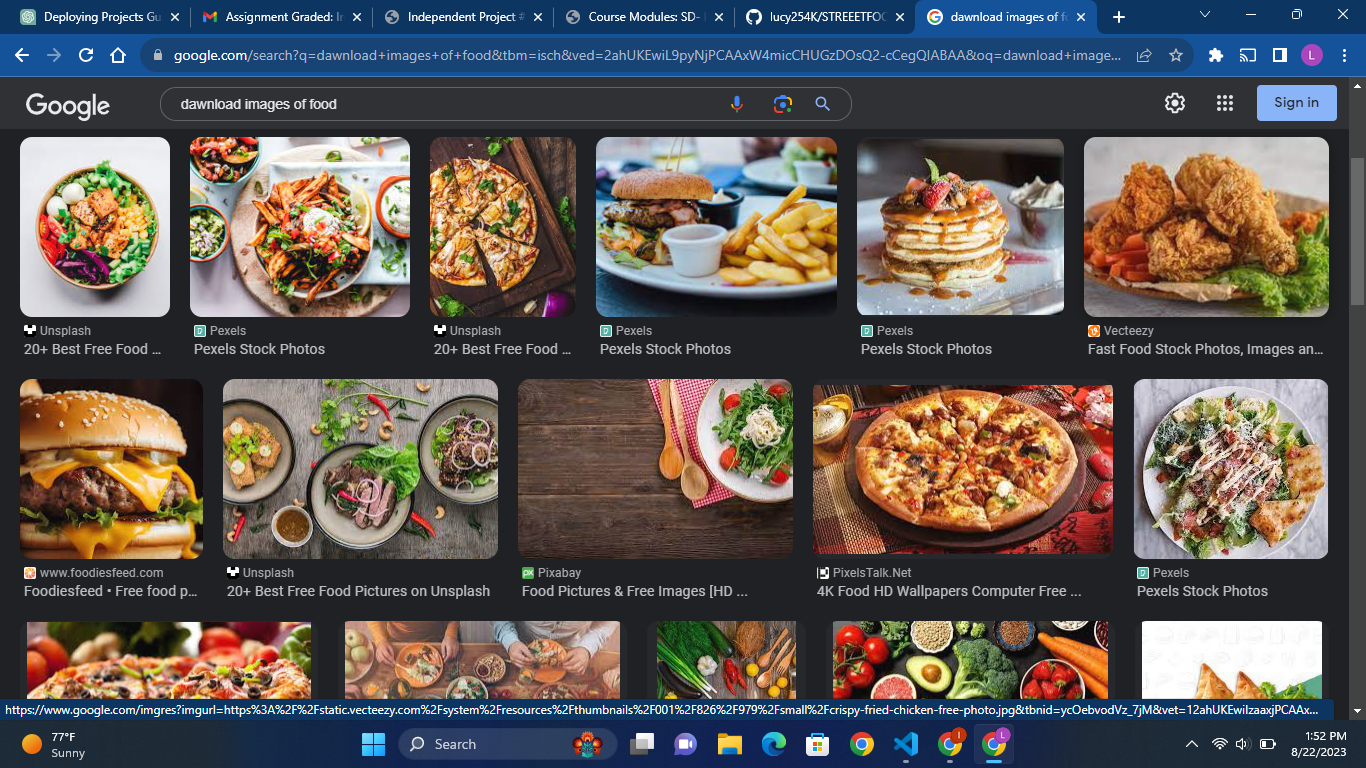 Deploying Projects Gu
Assignment Graded: In
Independent Project #
Course Modules: SD-
lucy254K/STREEETFOO
dawnload images of fo
google.com/search?q=dawnload+images+of+food&tbm=isch&ved=2ahUKEwiL9pyNjPCAAxW4micCHUGzDOsQ2-cCegQIABAA&oq=dawnload+image...
L
Google
dawnload images of food
Sign in
Unsplash
20+ Best Free Food ...
Pexels
Pexels Stock Photos
Unsplash
20+ Best Free Food ...
Pexels
Pexels Stock Photos
Pexels
Pexels Stock Photos
Vecteezy
Fast Food Stock Photos, Images an...
www.foodiesfeed.com
Foodiesfeed • Free food p...
Unsplash
20+ Best Free Food Pictures on Unsplash
Pixabay
Food Pictures & Free Images [HD ...
PixelsTalk.Net
4K Food HD Wallpapers Computer Free ...
Pexels
Pexels Stock Photos
https://www.google.com/imgres?imgurl=https%3A%2F%2Fstatic.vecteezy.com%2Fsystem%2Fresources%2Fthumbnails%2F001%2F826%2F979%2Fsmall%2Fcrispy-fried-chicken-free-photo.jpg&tbnid=ycOebvodVz_7jM&vet=12ahUKEwiIzaaxjPCAAx...
77°F
Sunny
Search
I
L
1:52 PM
8/22/2023